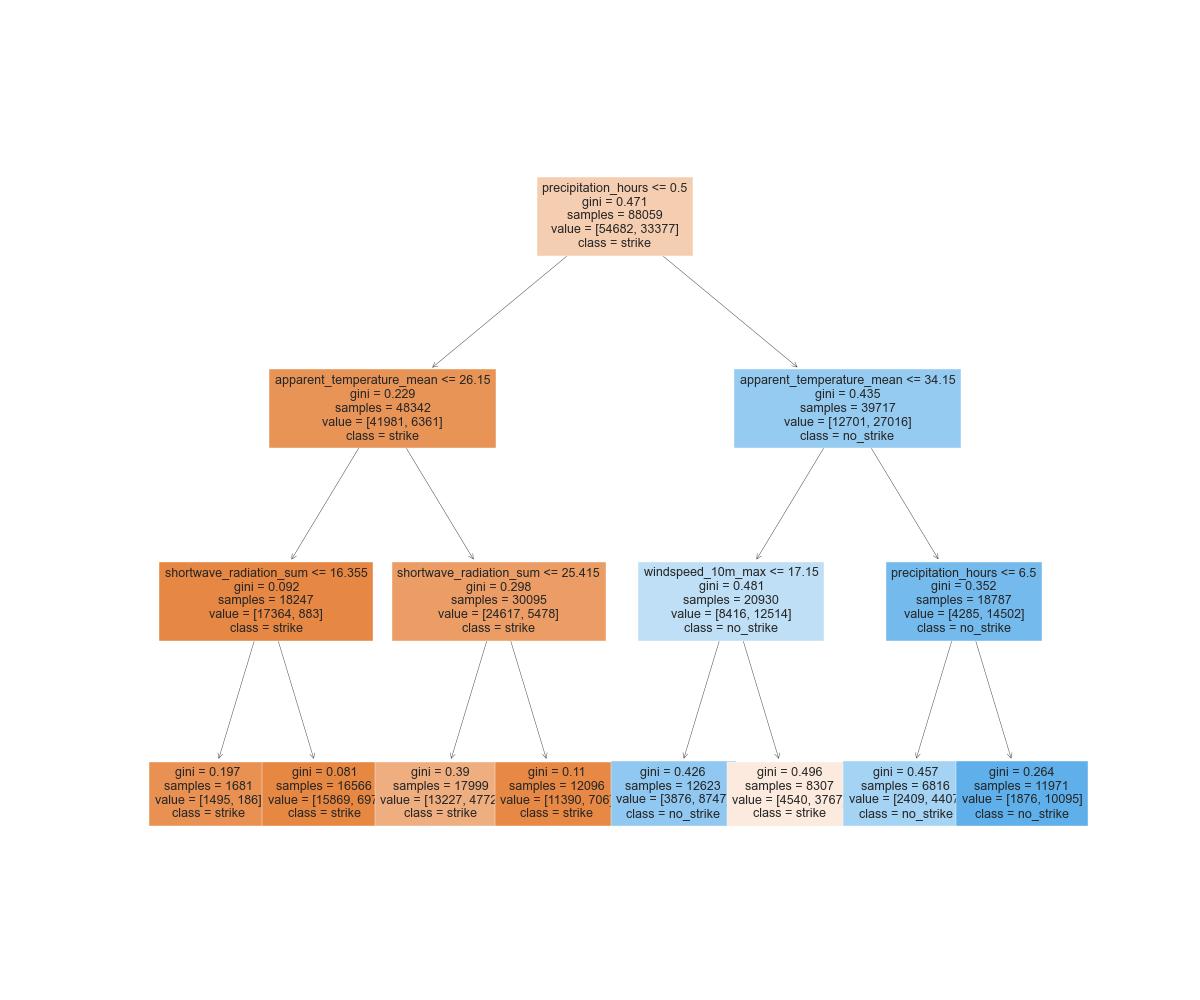 precipitation_hours <= 0.5
gini = 0.471
samples = 88059
value = [54682, 33377]
class = strike
apparent_temperature_mean <= 26.15
gini = 0.229
samples = 48342
value = [41981, 6361]
class = strike
apparent_temperature_mean <= 34.15
gini = 0.435
samples = 39717
value = [12701, 27016]
class = no_strike
shortwave_radiation_sum <= 16.355
gini = 0.092
samples = 18247
value = [17364, 883]
class = strike
shortwave_radiation_sum <= 25.415
gini = 0.298
samples = 30095
value = [24617, 5478]
class = strike
windspeed_10m_max <= 17.15
gini = 0.481
samples = 20930
value = [8416, 12514]
class = no_strike
precipitation_hours <= 6.5
gini = 0.352
samples = 18787
value = [4285, 14502]
class = no_strike
gini = 0.197
samples = 1681
value = [1495, 186]
class = strike
gini = 0.081
samples = 16566
value = [15869, 697
class = strike
gini = 0.39
samples = 17999
value = [13227, 4772
class = strike
gini = 0.11
samples = 12096
value = [11390, 706
class = strike
gini = 0.426
samples = 12623
value = [3876, 8747
class = no_strike
gini = 0.496
samples = 8307
value = [4540, 3767
class = strike
gini = 0.457
samples = 6816
value = [2409, 4407
class = no_strike
gini = 0.264
samples = 11971
value = [1876, 10095]
class = no_strike